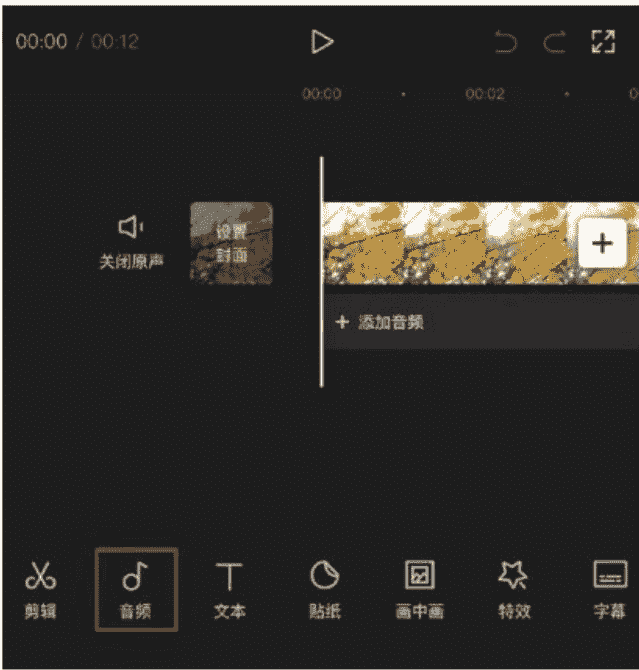 00:00 / 00:12
00:00
00:02
关闭原声
设置
封面
+ 添加音频
剪辑
音频
文本
贴纸
画中画
特效
字幕